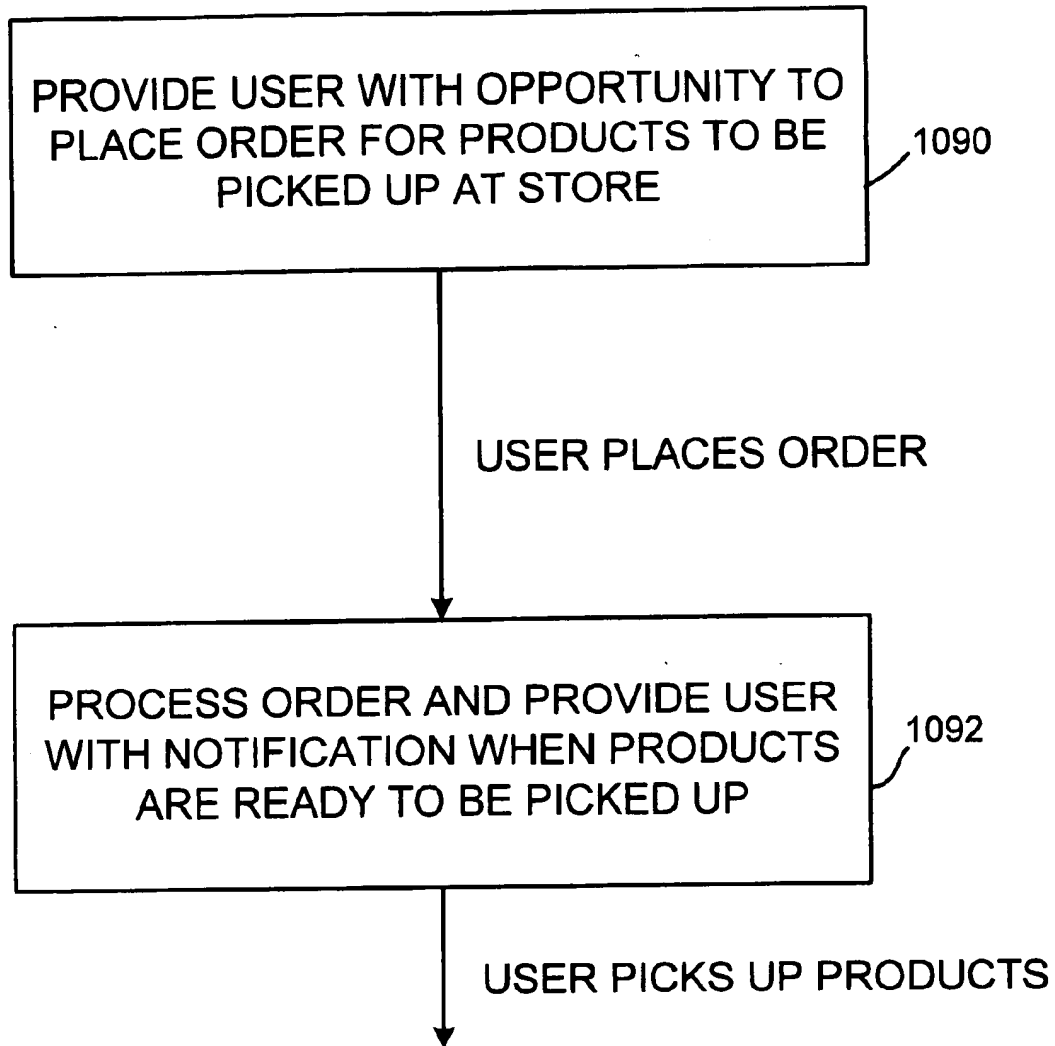 PROVIDE USER WITH OPPORTUNITY TO
PLACE ORDER FOR PRODUCTS TO BE
PICKED UP AT STORE
1090
USER PLACES ORDER
PROCESS ORDER AND PROVIDE USER
WITH NOTIFICATION WHEN PRODUCTS
ARE READY TO BE PICKED UP
1092
USER PICKS UP PRODUCTS